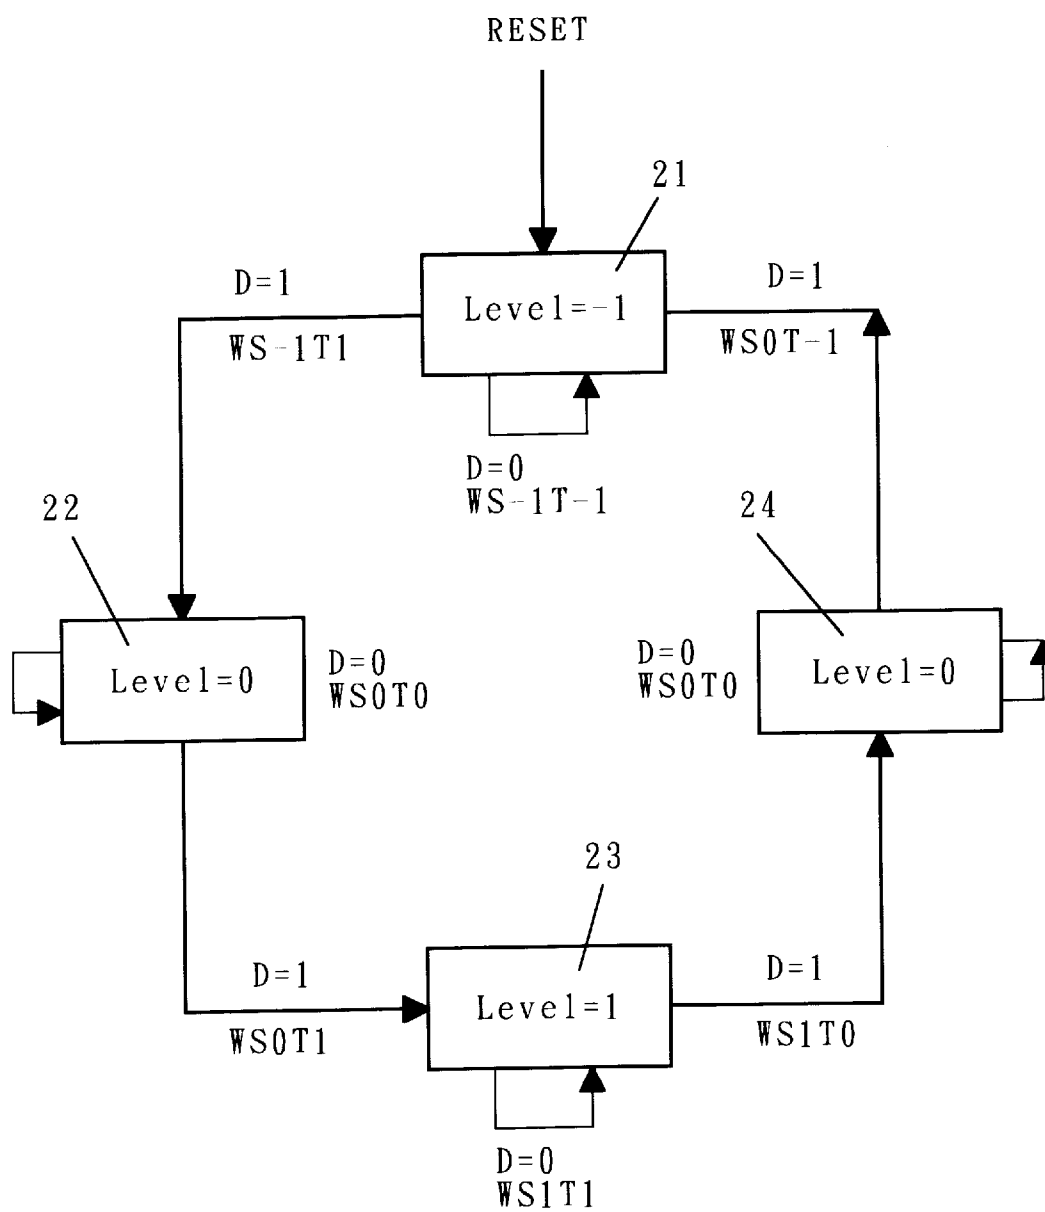 RESET
21
D=1
WS-1T1
Level=-1
D=1
WS0T-1
D=0
WS-1T-1
22
24
Level=0
D=0
WS0T0
D=0
WS0T0
Level=0
23
D=1
WS0T1
Level=1
D=1
WS1T0
D=0
WS1T1